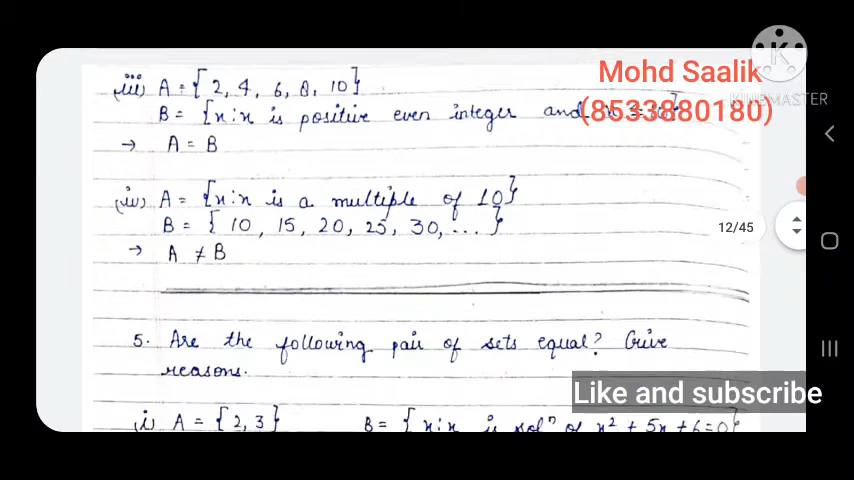 (iii) A = { 2, 4, 6, 8, 10}
Mohd Saalik
(8533880180)
KINEMASTER
B = {x : x is positive even integer and x
→ A = B
(iv) A = {x : x is a multiple of 10}
B = { 10, 15, 20, 25, 30, ... }
12/45
→ A ≠ B
5. Are the following pair of sets equal? Give
reasons.
Like and subscribe
(i) A = { 2, 3 } B = { x : x is solⁿ of x² + 5x + 6 = 0}